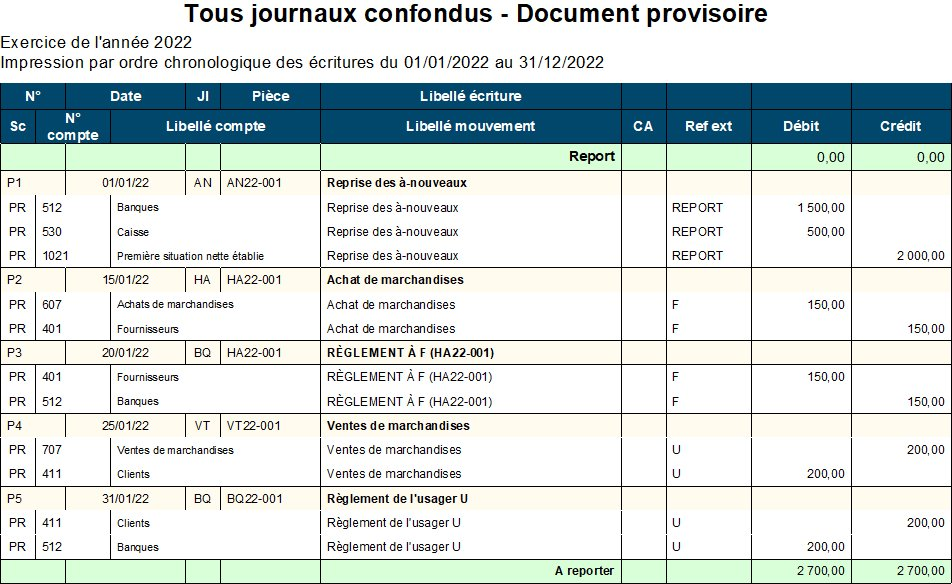 Tous journaux confondus - Document provisoire
Exercice de l'année 2022
Impression par ordre chronologique des écritures du 01/01/2022 au 31/12/2022
N° Date Jl Pièce Libellé écriture
Sc N° compte Libellé compte Libellé mouvement CA Ref ext Débit Crédit
Report 0,00 0,00
P1 01/01/22 AN AN22-001 Reprise des à-nouveaux
PR 512 Banques Reprise des à-nouveaux REPORT 1 500,00
PR 530 Caisse Reprise des à-nouveaux REPORT 500,00
PR 1021 Première situation nette établie Reprise des à-nouveaux REPORT 2 000,00
P2 15/01/22 HA HA22-001 Achat de marchandises
PR 607 Achats de marchandises Achat de marchandises F 150,00
PR 401 Fournisseurs Achat de marchandises F 150,00
P3 20/01/22 BQ HA22-001 RÈGLEMENT À F (HA22-001)
PR 401 Fournisseurs RÈGLEMENT À F (HA22-001) F 150,00
PR 512 Banques RÈGLEMENT À F (HA22-001) F 150,00
P4 25/01/22 VT VT22-001 Ventes de marchandises
PR 707 Ventes de marchandises Ventes de marchandises U 200,00
PR 411 Clients Ventes de marchandises U 200,00
P5 31/01/22 BQ BQ22-001 Règlement de l'usager U
PR 411 Clients Règlement de l'usager U U 200,00
PR 512 Banques Règlement de l'usager U U 200,00
A reporter 2 700,00 2 700,00